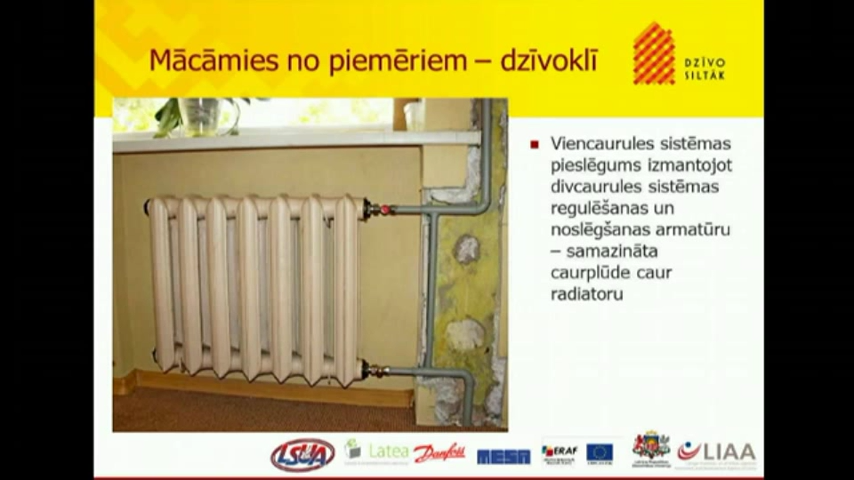 Mācāmies no piemēriem – dzīvoklī
DZĪVO
SILTĀK
Viencaurules sistēmas
pieslēgums izmantojot
divcaurules sistēmas
regulēšanas un
noslēgšanas armatūru
– samazināta
caurplūde caur
radiatoru
LSUA
Latea
Danfoss
MESA
ERAF
LIAA